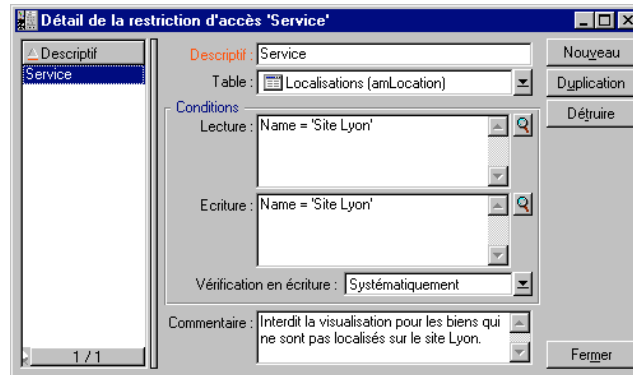 Détail de la restriction d'accès 'Service'
Descriptif
Service
1 / 1
Descriptif : Service
Table : Localisations (amLocation)
Conditions
Lecture : Name = 'Site Lyon'
Ecriture : Name = 'Site Lyon'
Vérification en écriture : Systématiquement
Commentaire : Interdit la visualisation pour les biens qui
ne sont pas localisés sur le site Lyon.
Nouveau
Duplication
Détruire
Fermer